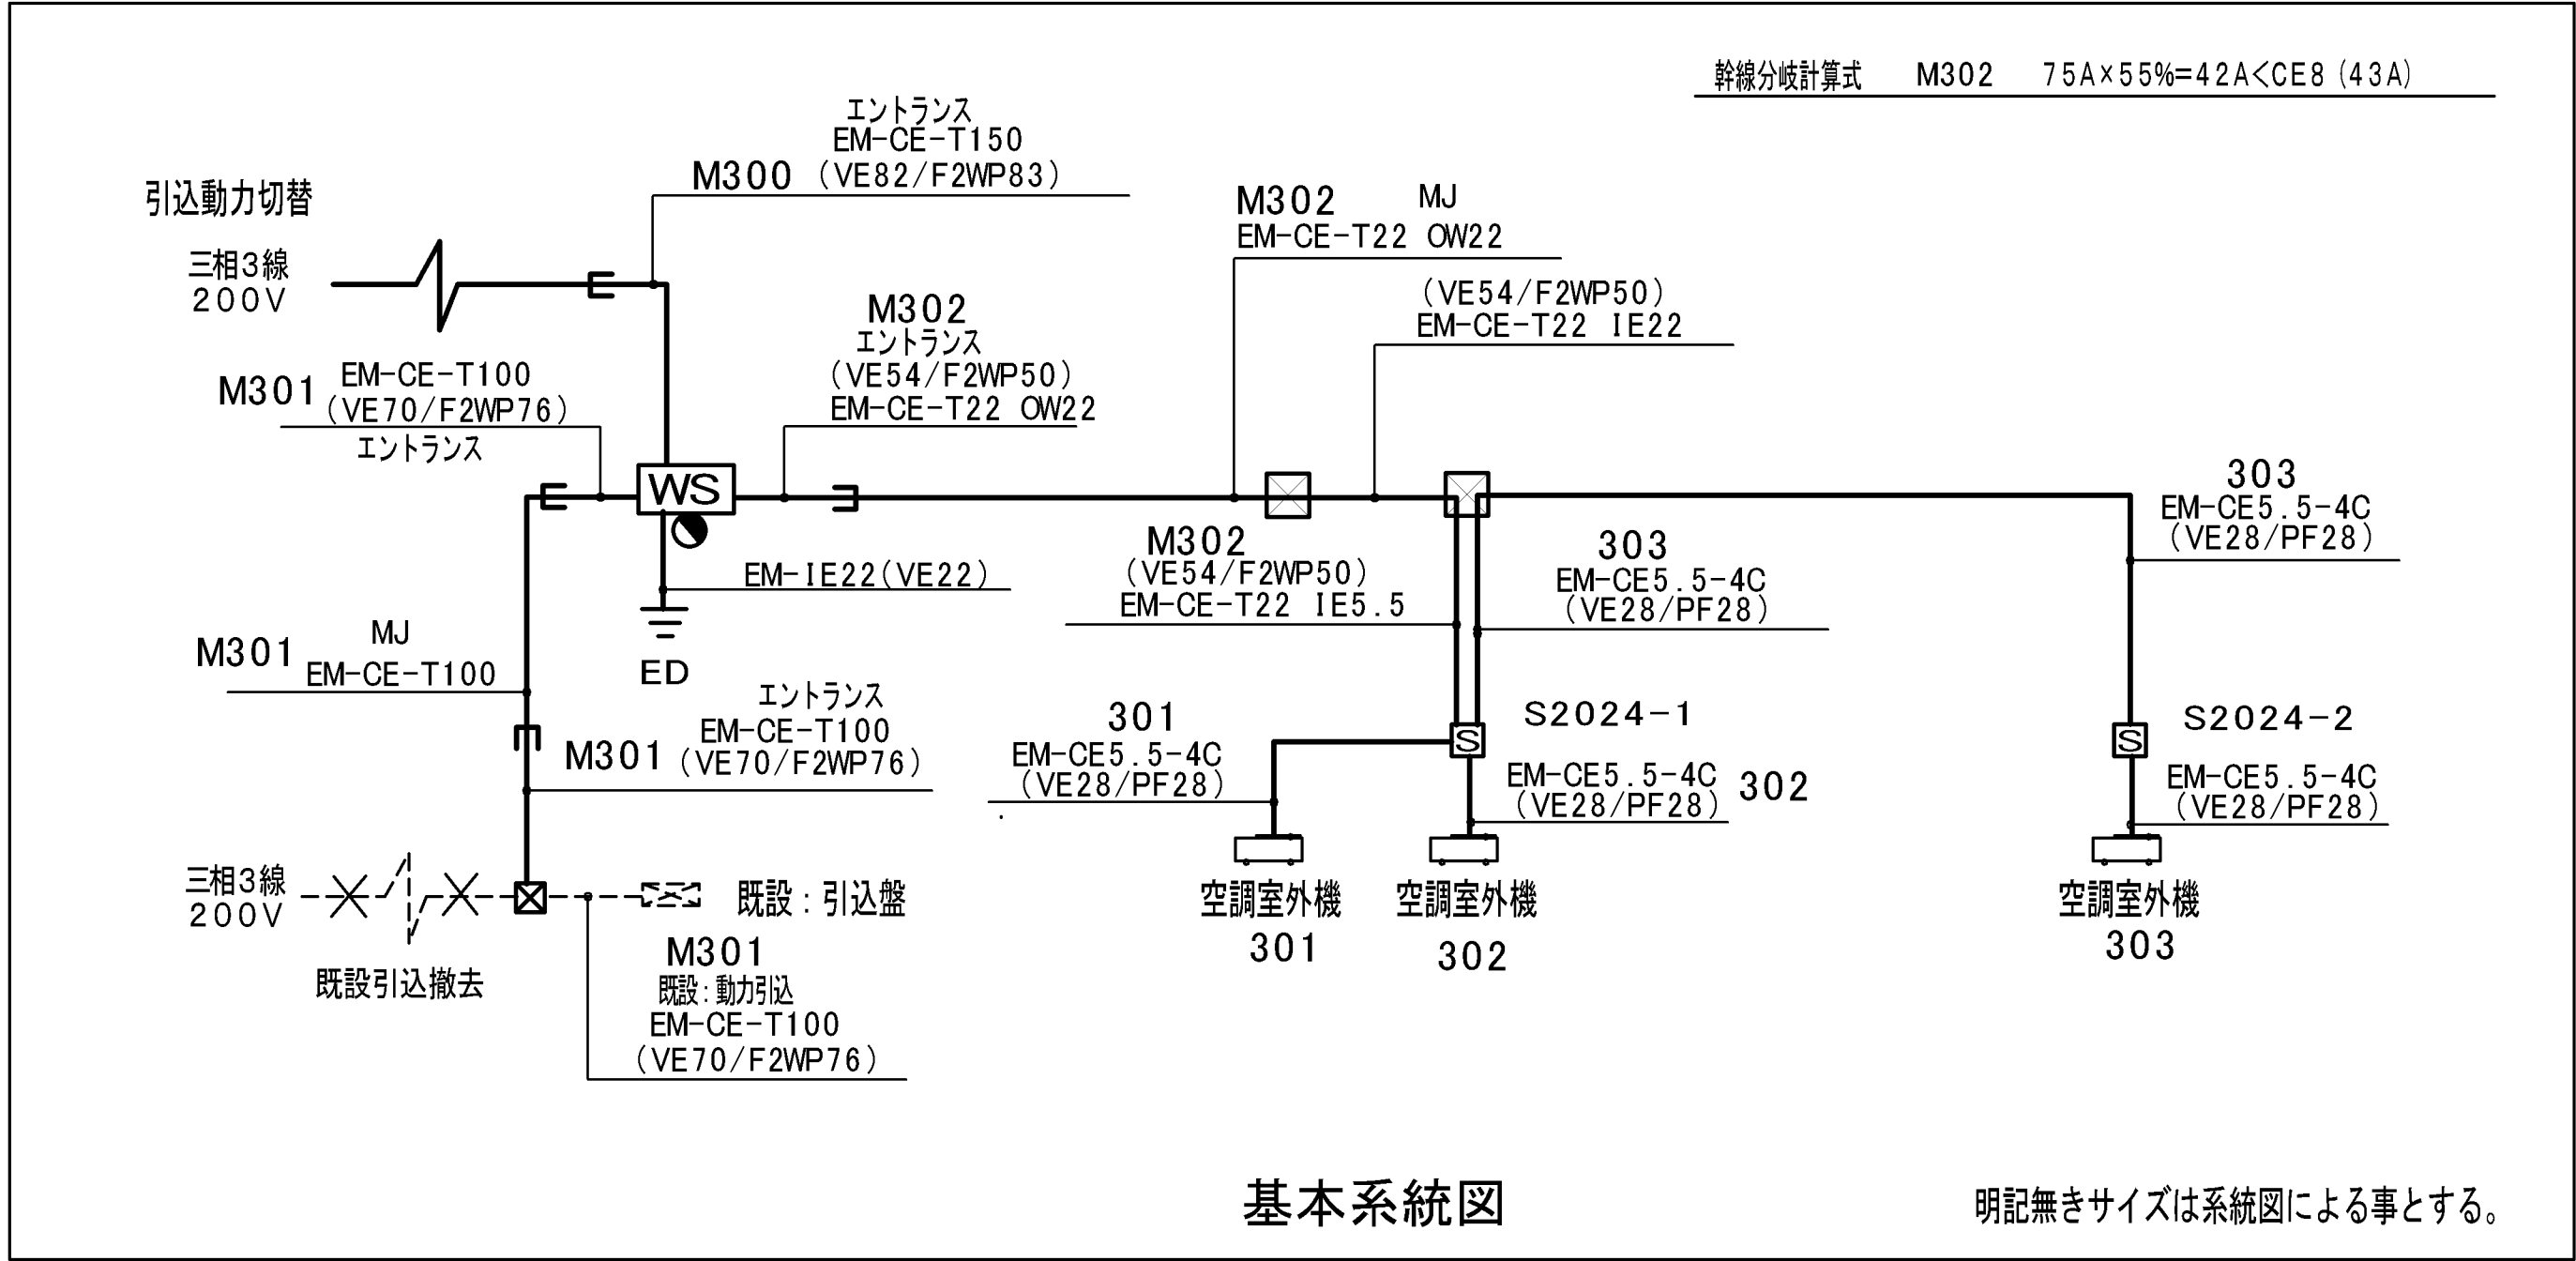 幹線分岐計算式 M302 75A×55%=42A<CE8(43A)
エントランス
EM-CE-T150
M300 (VE82/F2WP83)
引込動力切替
三相3線
200V
M302 MJ
EM-CE-T22 OW22
(VE54/F2WP50)
EM-CE-T22 IE22
M302
エントランス
(VE54/F2WP50)
EM-CE-T22 OW22
M301 EM-CE-T100
(VE70/F2WP76)
エントランス
WS
303
EM-CE5.5-4C
(VE28/PF28)
M302
(VE54/F2WP50)
EM-CE-T22 IE5.5
303
EM-CE5.5-4C
(VE28/PF28)
EM-IE22(VE22)
ED
M301 MJ
EM-CE-T100
エントランス
EM-CE-T100
M301 (VE70/F2WP76)
301
EM-CE5.5-4C
(VE28/PF28)
S S2024-1
EM-CE5.5-4C 302
(VE28/PF28)
S S2024-2
EM-CE5.5-4C
(VE28/PF28)
三相3線
200V
既設:引込盤
既設引込撤去
M301
既設:動力引込
EM-CE-T100
(VE70/F2WP76)
空調室外機
301
空調室外機
302
空調室外機
303
基本系統図
明記無きサイズは系統図による事とする。